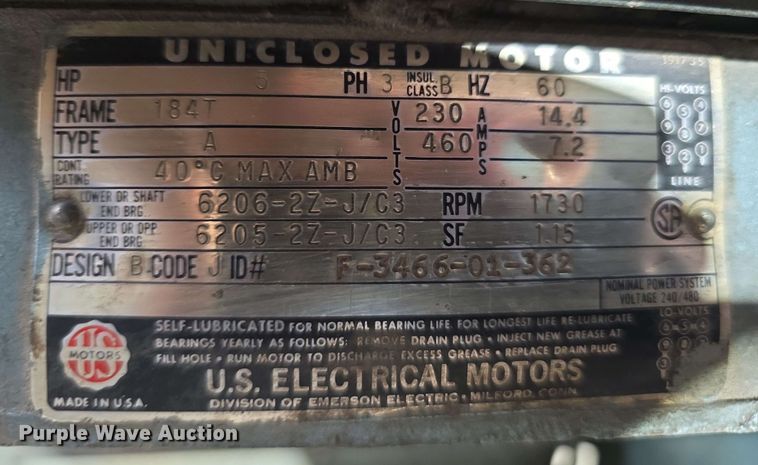 UNICLOSED MOTOR
1917 35
HP 5 PH 3 INSUL. CLASS B HZ 60
HI-VOLTS
FRAME 184T VOLTS 230 AMPS 14.4
TYPE A 460 7.2
CONT. RATING 40°C MAX AMB
LINE
LOWER OR SHAFT END BRG 6206-2Z-J/C3 RPM 1730
SA
UPPER OR OPP END BRG 6205-2Z-J/C3 SF 1.15
DESIGN B CODE J ID# F-3466-01-362
NOMINAL POWER SYSTEM
VOLTAGE 240/480
LO-VOLTS
US MOTORS
SELF-LUBRICATED FOR NORMAL BEARING LIFE. FOR LONGEST LIFE RE-LUBRICATE
BEARINGS YEARLY AS FOLLOWS: REMOVE DRAIN PLUG • INJECT NEW GREASE AT
FILL HOLE • RUN MOTOR TO DISCHARGE EXCESS GREASE • REPLACE DRAIN PLUG
U.S. ELECTRICAL MOTORS
MADE IN U.S.A.
DIVISION OF EMERSON ELECTRIC • MILFORD, CONN.
Purple Wave Auction